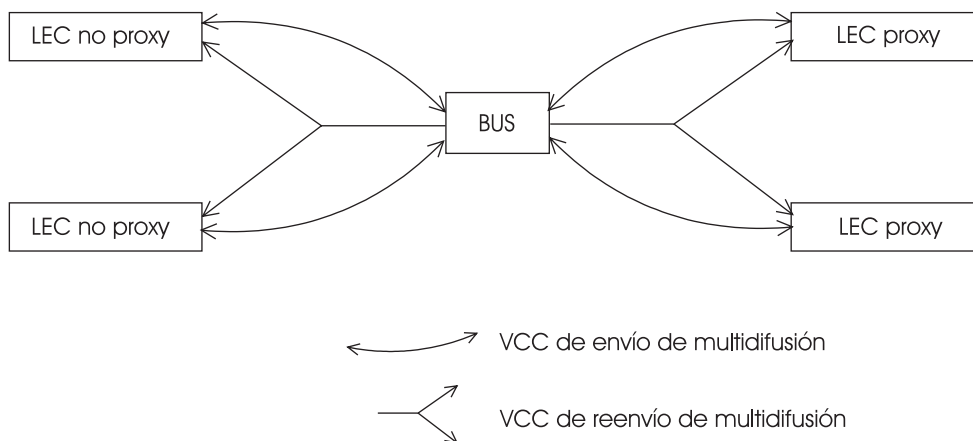 LEC no proxy
LEC proxy
BUS
LEC no proxy
LEC proxy
VCC de envío de multidifusión
VCC de reenvío de multidifusión